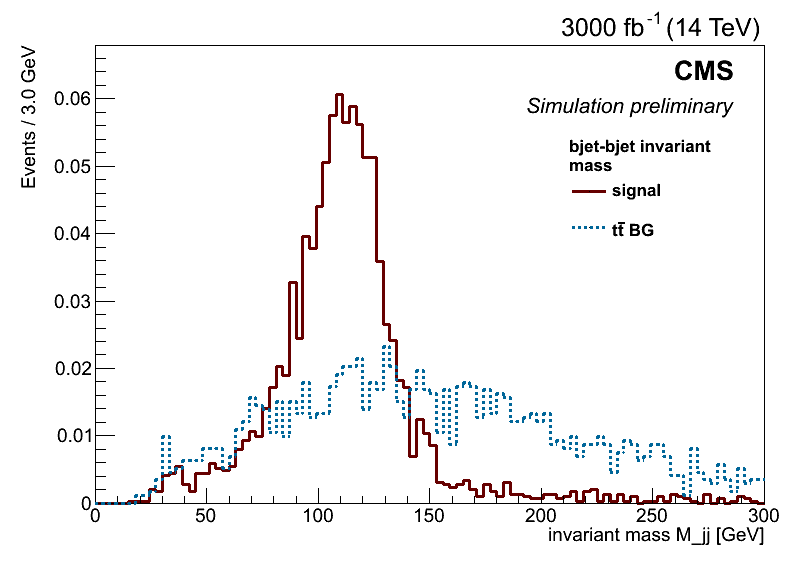 3000 fb⁻¹ (14 TeV)
Events / 3.0 GeV
CMS
Simulation preliminary
bjet-bjet invariant
mass
signal
tt̄ BG
0.06
0.05
0.04
0.03
0.02
0.01
0
0 50 100 150 200 250 300
invariant mass M_jj [GeV]